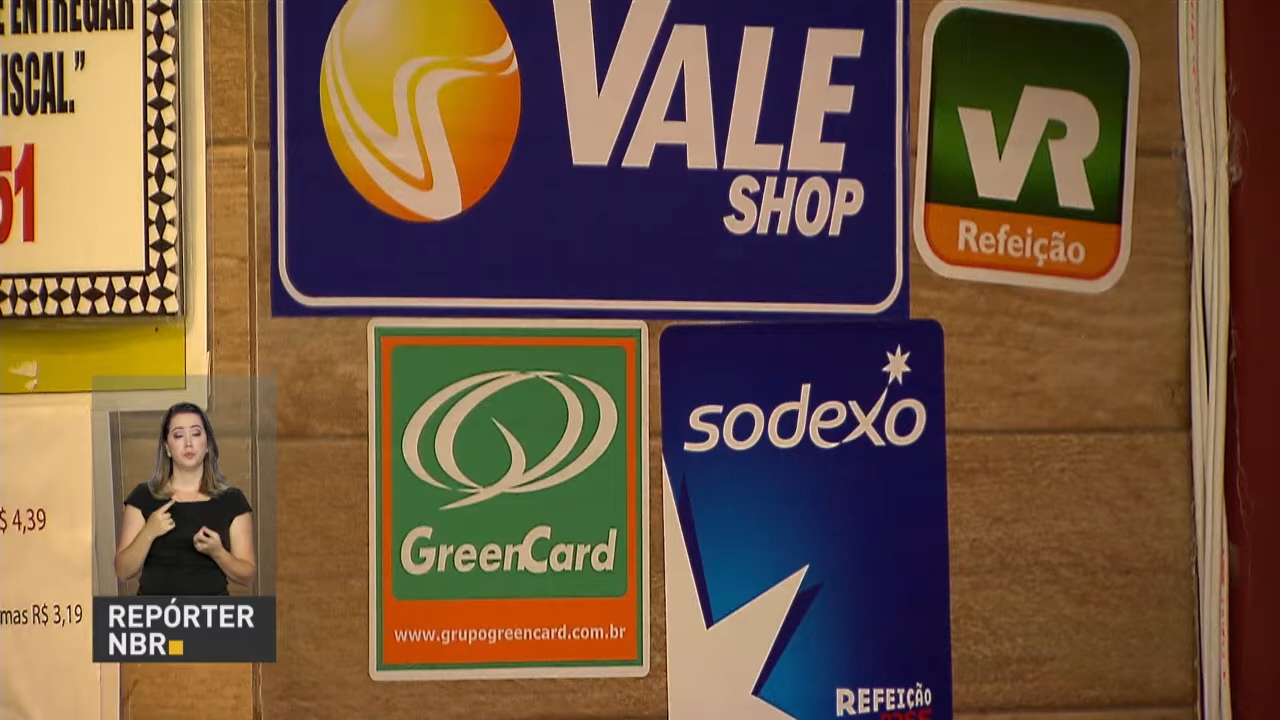 E ENTREGAR
ISCAL."
51
VALE
SHOP
VR
Refeição
GreenCard
www.grupogreencard.com.br
sodexo
REFEIÇÃO
$ 4,39
mas R$ 3,19
REPÓRTER
NBR